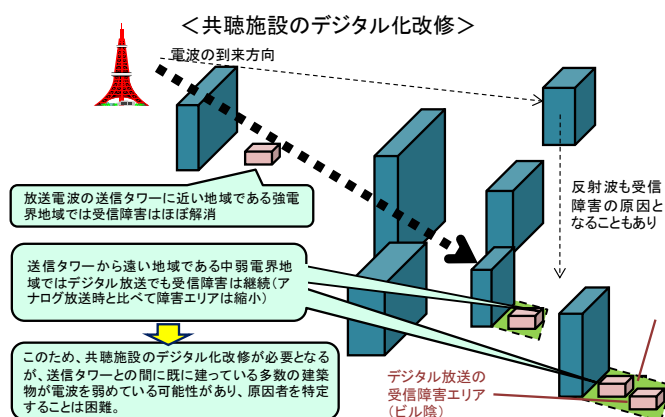 ＜共聴施設のデジタル化改修＞
電波の到来方向
放送電波の送信タワーに近い地域である強電
界地域では受信障害はほぼ解消
反射波も受信
障害の原因と
なることもあり
送信タワーから遠い地域である中弱電界地
域ではデジタル放送でも受信障害は継続（ア
ナログ放送時と比べて障害エリアは縮小）
このため、共聴施設のデジタル化改修が必要となる
が、送信タワーとの間に既に建っている多数の建築
物が電波を弱めている可能性があり、原因者を特定
することは困難。
デジタル放送の
受信障害エリア
（ビル陰）